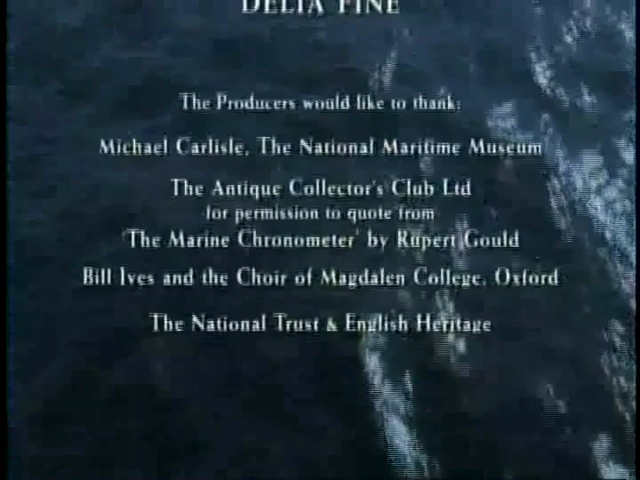 DELIA FINE
The Producers would like to thank:
Michael Carlisle, The National Maritime Museum
The Antique Collector's Club Ltd
for permission to quote from
'The Marine Chronometer' by Rupert Gould
Bill Ives and the Choir of Magdalen College, Oxford
The National Trust & English Heritage